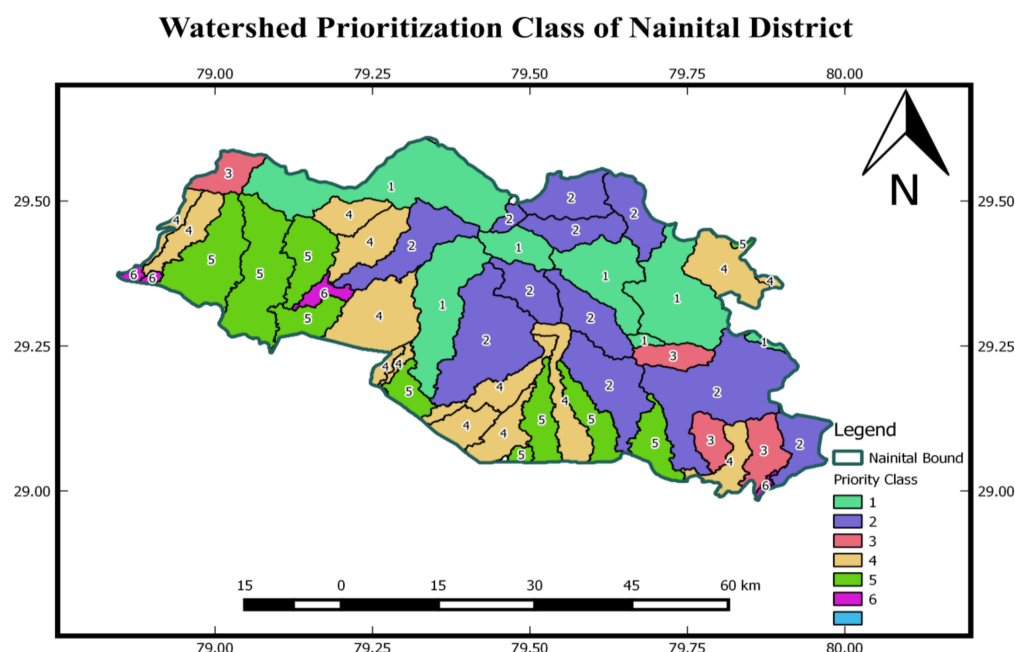 Watershed Prioritization Class of Nainital District
79.00 79.25 79.50 79.75 80.00
N
3
1
4 4 2 2
4 4 4 2 2
2 1 5
5 5 5 1 4 4
6 6 6 1
5 4 1 2 2 1
29.50 29.50
2 1 3 1
29.25 29.25
4 4 5 4 4 2 2
4 4 5 5 5 3 4 3 2
5 6
29.00 29.00
Legend
Nainital Bound
Priority Class
1
2
3
4
5
6
15 0 15 30 45 60 km
79.00 79.25 79.50 79.75 80.00